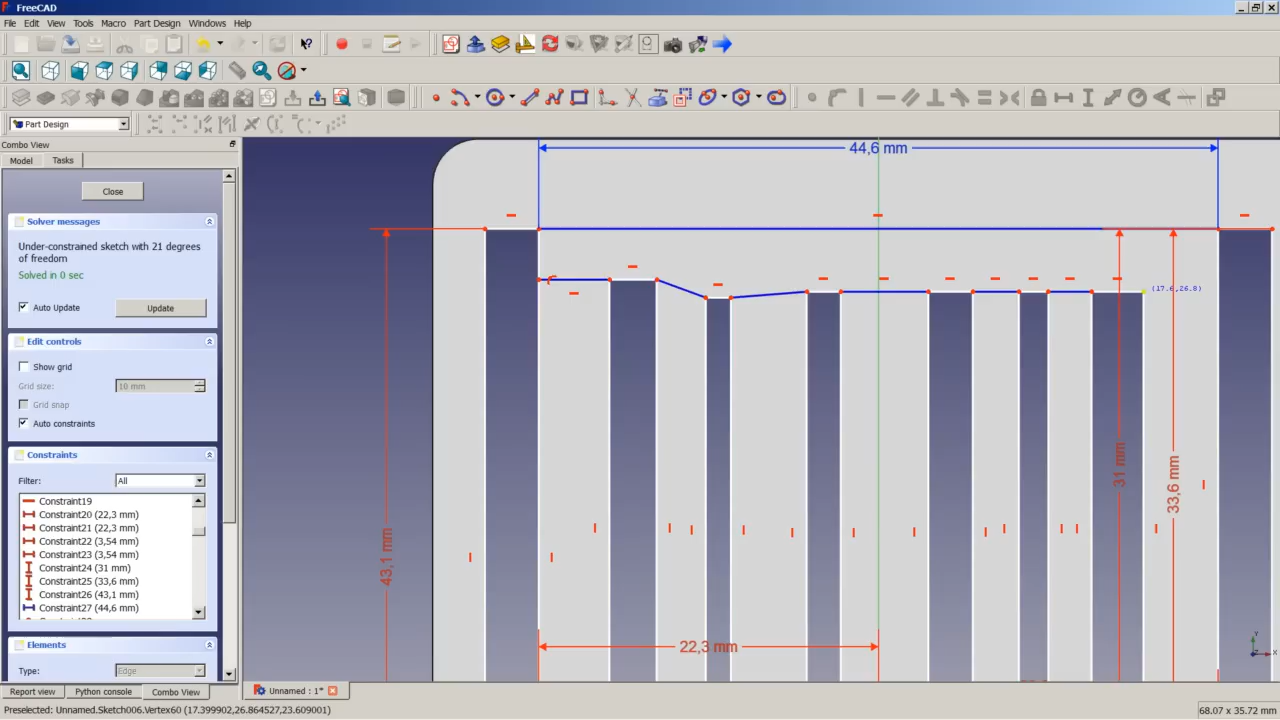 FreeCAD
File Edit View Tools Macro Part Design Windows Help
Part Design
Combo View
Model Tasks
Close
Solver messages
Under-constrained sketch with 21 degrees
of freedom
Solved in 0 sec
Auto Update Update
Edit controls
Show grid
Grid size: 10 mm
Grid snap
Auto constraints
Constraints
Filter: All
Constraint19
Constraint20 (22,3 mm)
Constraint21 (22,3 mm)
Constraint22 (3,54 mm)
Constraint23 (3,54 mm)
Constraint24 (31 mm)
Constraint25 (33,6 mm)
Constraint26 (43,1 mm)
Constraint27 (44,6 mm)
Elements
Type: Edge
44,6 mm
(17.6,26.8)
31 mm
33,6 mm
43,1 mm
22,3 mm
Y
X
Report view Python console Combo View
Unnamed : 1*
Preselected: Unnamed.Sketch006.Vertex60 (17.399902,26.864527,23.609001)
68.07 x 35.72 mm